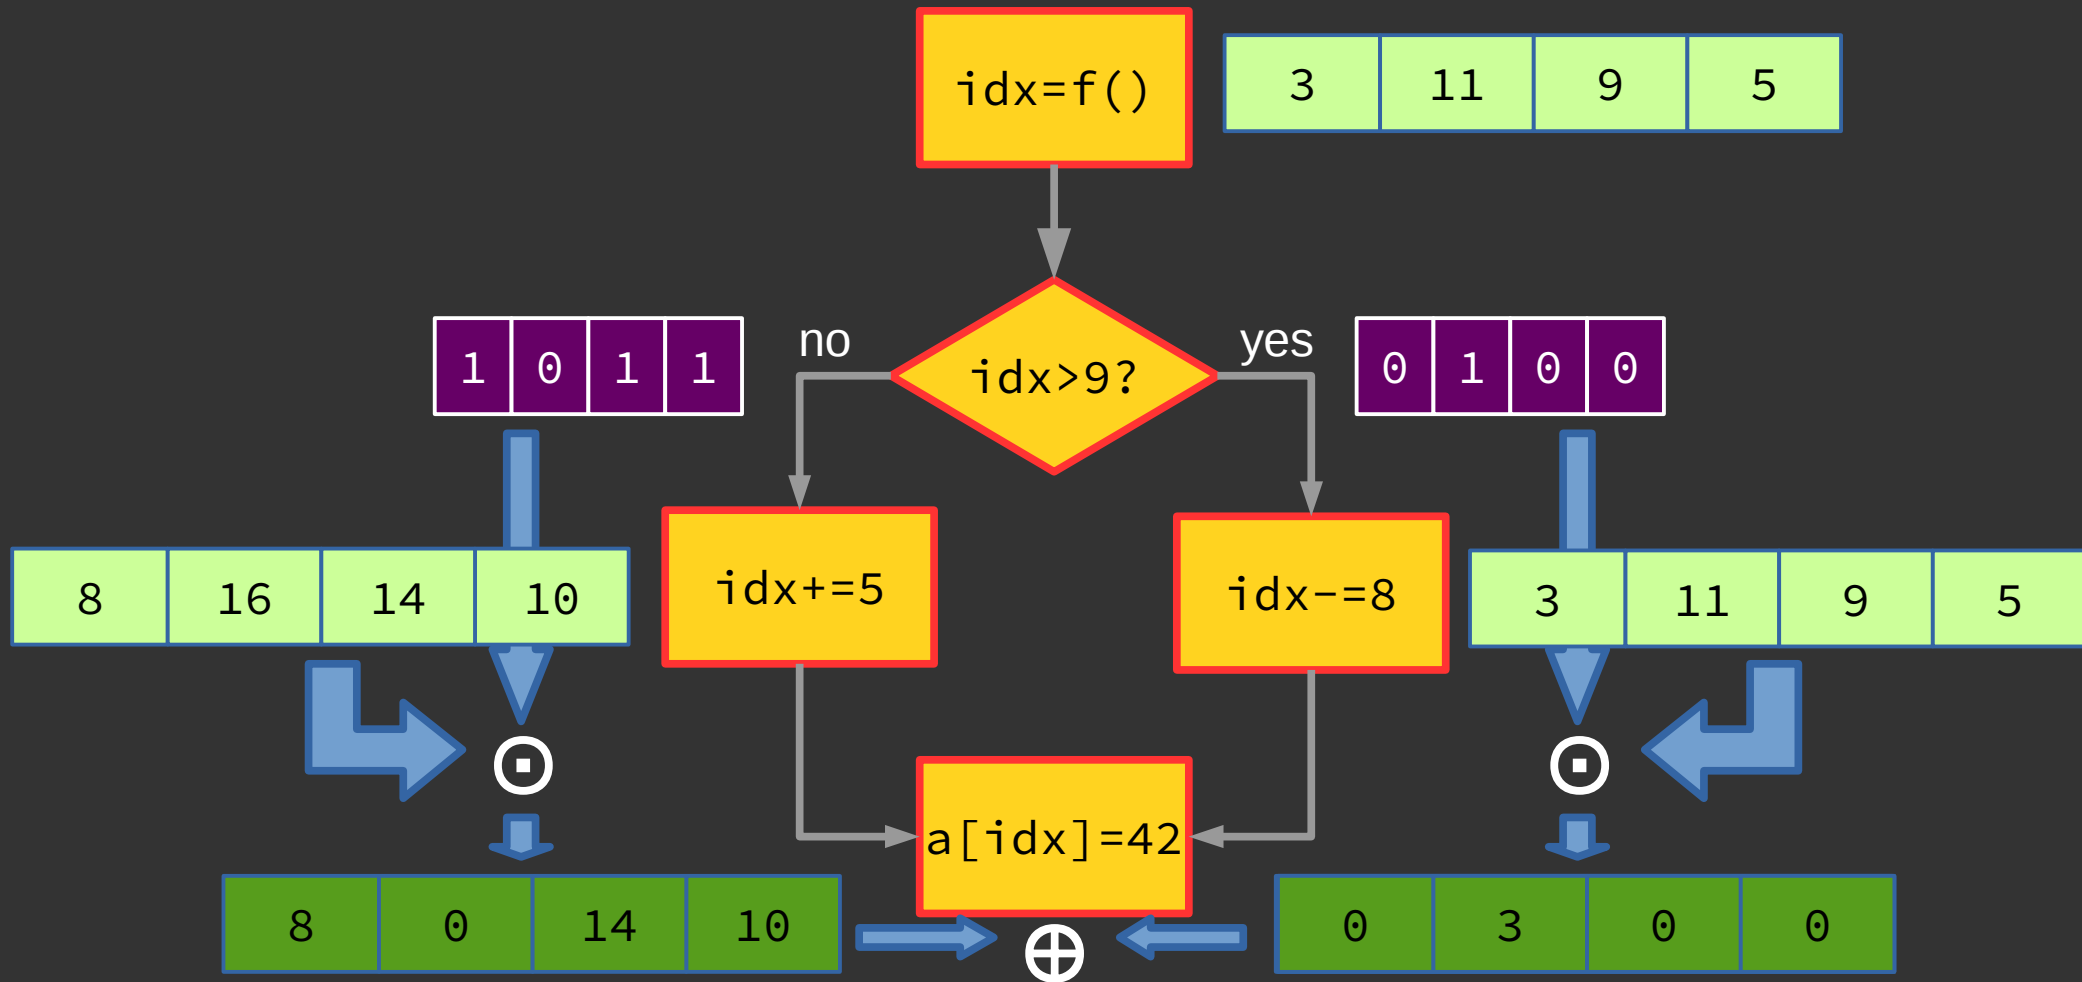 idx=f()
3 11 9 5
1 0 1 1
no
idx>9?
yes
0 1 0 0
8 16 14 10
idx+=5
idx-=8
3 11 9 5
a[idx]=42
8 0 14 10
0 3 0 0